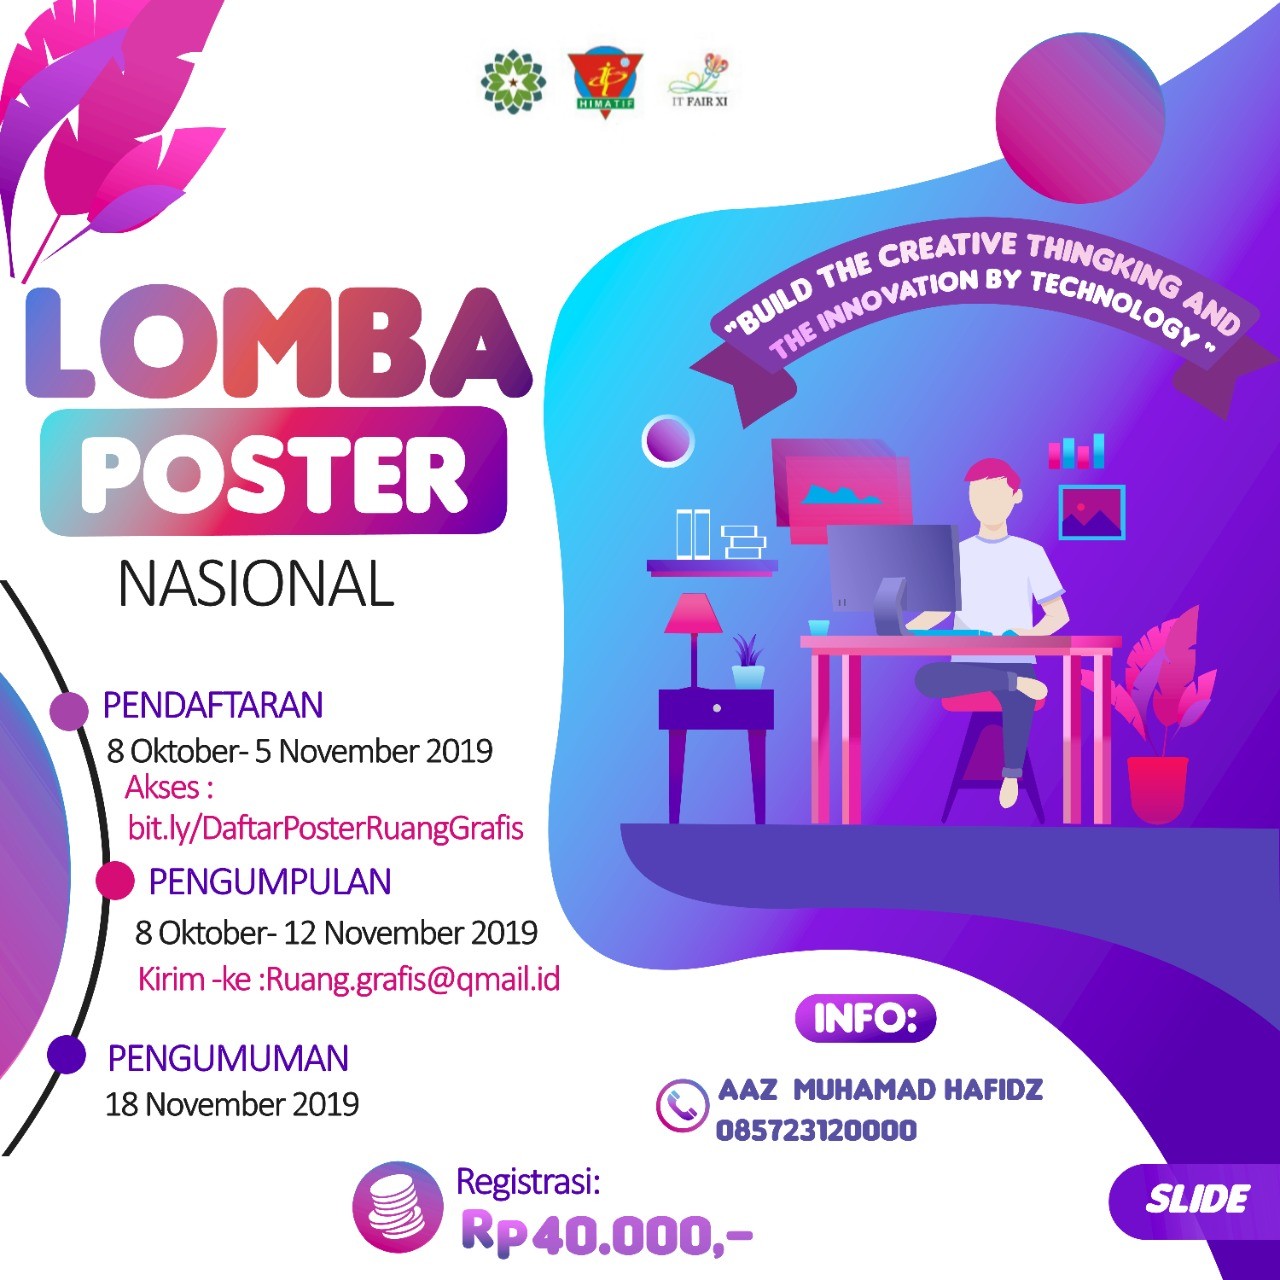 HIMATIF
IT FAIR XI
"BUILD THE CREATIVE THINGKING AND
THE INNOVATION BY TECHNOLOGY "
LOMBA
POSTER
NASIONAL
PENDAFTARAN
8 Oktober- 5 November 2019
Akses :
bit.ly/DaftarPosterRuangGrafis
PENGUMPULAN
8 Oktober- 12 November 2019
Kirim -ke :Ruang.grafis@qmail.id
PENGUMUMAN
18 November 2019
INFO:
AAZ MUHAMAD HAFIDZ
085723120000
Registrasi:
Rp40.000,-
SLIDE